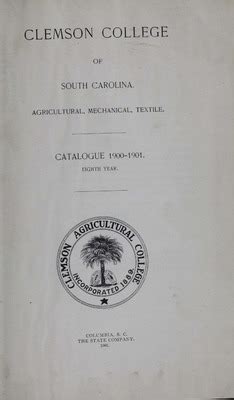 CLEMSON COLLEGE
OF
SOUTH CAROLINA.
AGRICULTURAL, MECHANICAL, TEXTILE.
CATALOGUE 1900-1901.
EIGHTH YEAR.
CLEMSON AGRICULTURAL COLLEGE
INCORPORATED 1889.
COLUMBIA, S. C.
THE STATE COMPANY.
1901.